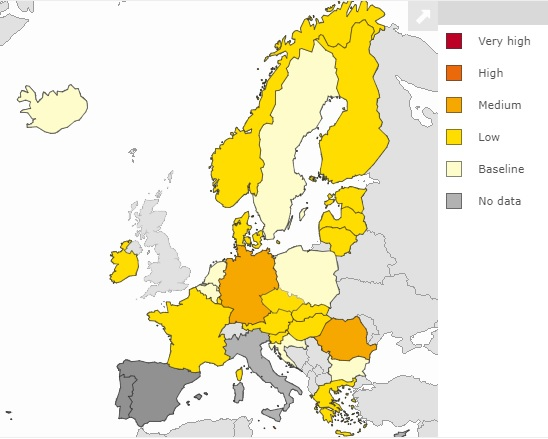 Very high
High
Medium
Low
Baseline
No data